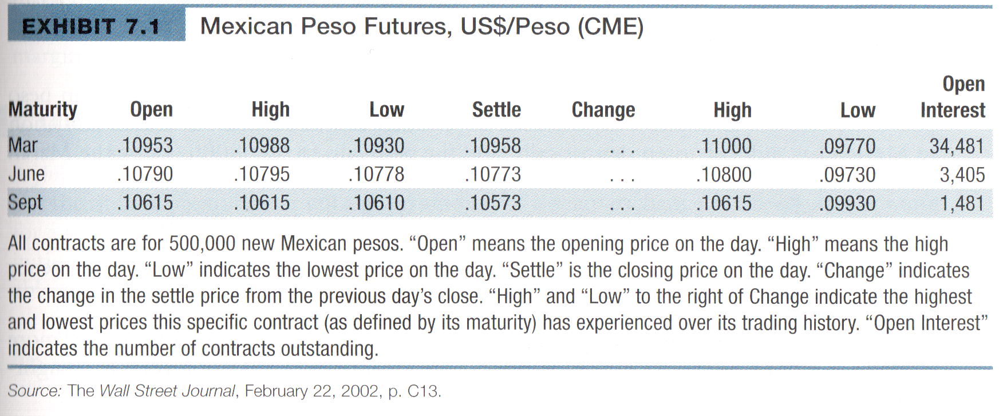 EXHIBIT 7.1 Mexican Peso Futures, US$/Peso (CME)
Open
Maturity Open High Low Settle Change High Low Interest
Mar .10953 .10988 .10930 .10958 . . . .11000 .09770 34,481
June .10790 .10795 .10778 .10773 . . . .10800 .09730 3,405
Sept .10615 .10615 .10610 .10573 . . . .10615 .09930 1,481
All contracts are for 500,000 new Mexican pesos. “Open” means the opening price on the day. “High” means the high
price on the day. “Low” indicates the lowest price on the day. “Settle” is the closing price on the day. “Change” indicates
the change in the settle price from the previous day’s close. “High” and “Low” to the right of Change indicate the highest
and lowest prices this specific contract (as defined by its maturity) has experienced over its trading history. “Open Interest”
indicates the number of contracts outstanding.
Source: The Wall Street Journal, February 22, 2002, p. C13.